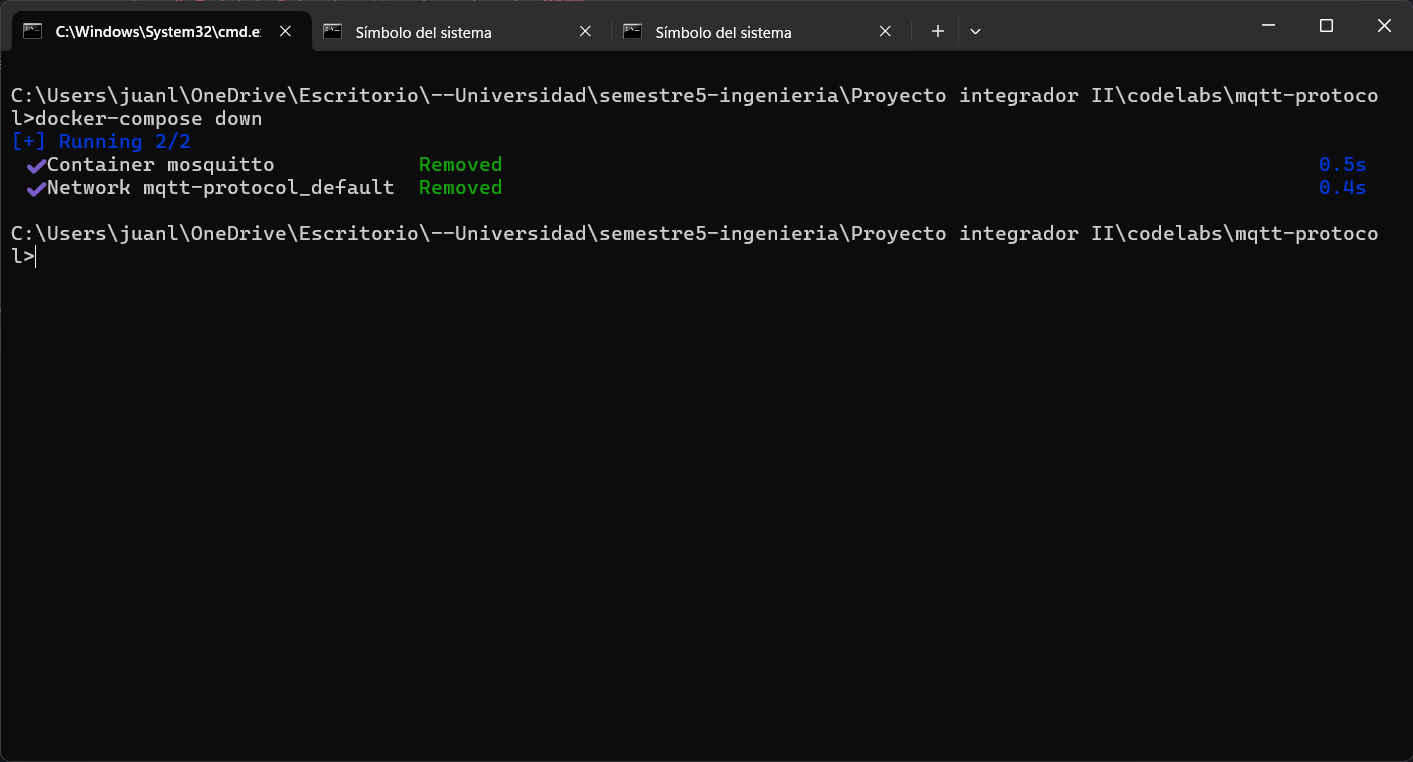 C:\Windows\System32\cmd.e
Símbolo del sistema
Símbolo del sistema
C:\Users\juanl\OneDrive\Escritorio\--Universidad\semestre5-ingenieria\Proyecto integrador II\codelabs\mqtt-protoco
l>docker-compose down
[+] Running 2/2
✔Container mosquitto Removed 0.5s
✔Network mqtt-protocol_default Removed 0.4s
C:\Users\juanl\OneDrive\Escritorio\--Universidad\semestre5-ingenieria\Proyecto integrador II\codelabs\mqtt-protoco
l>